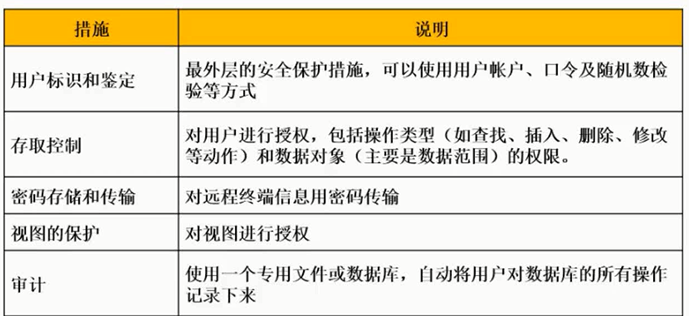 措施 说明
用户标识和鉴定 最外层的安全保护措施，可以使用用户帐户、口令及随机数检
验等方式
存取控制 对用户进行授权，包括操作类型（如查找、插入、删除、修改
等动作）和数据对象（主要是数据范围）的权限。
密码存储和传输 对远程终端信息用密码传输
视图的保护 对视图进行授权
审计 使用一个专用文件或数据库，自动将用户对数据库的所有操作
记录下来